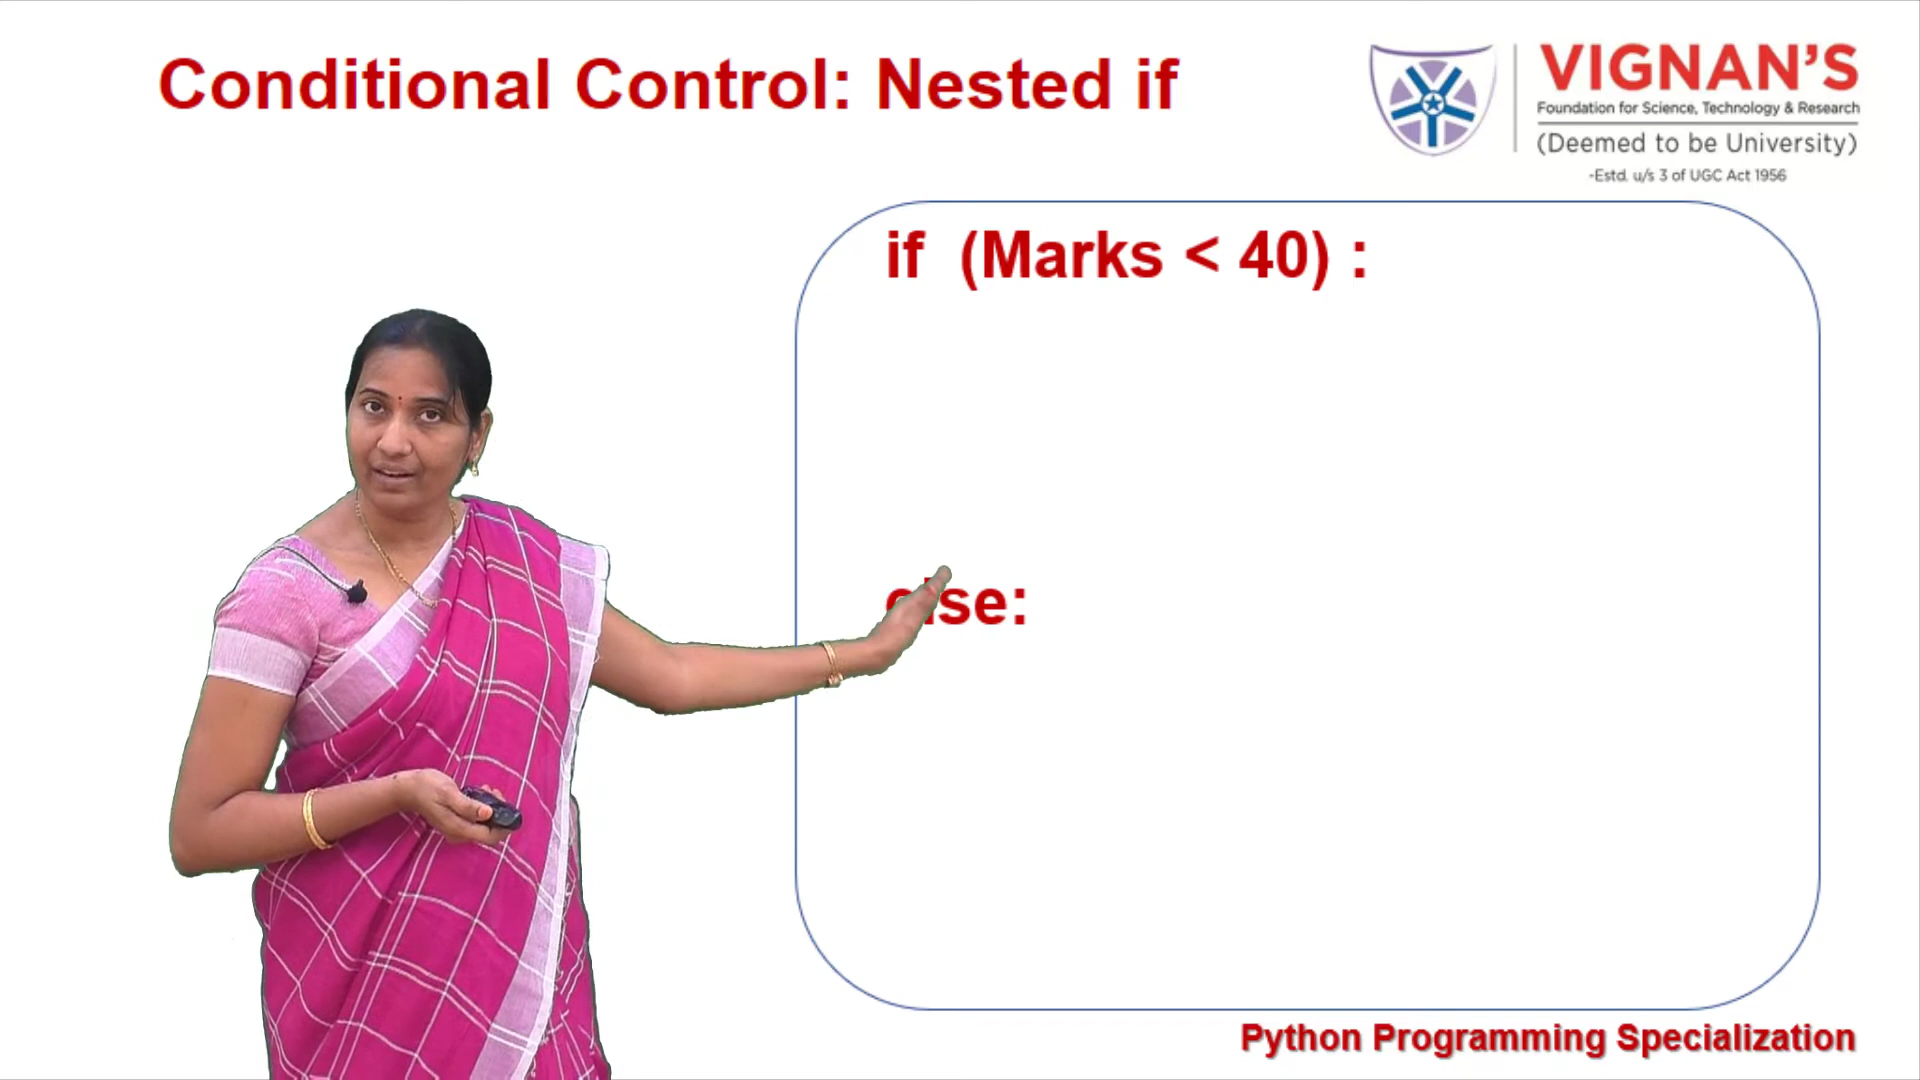 Conditional Control: Nested if
VIGNAN'S
Foundation for Science, Technology & Research
(Deemed to be University)
-Estd. u/s 3 of UGC Act 1956
if (Marks < 40) :
else:
Python Programming Specialization